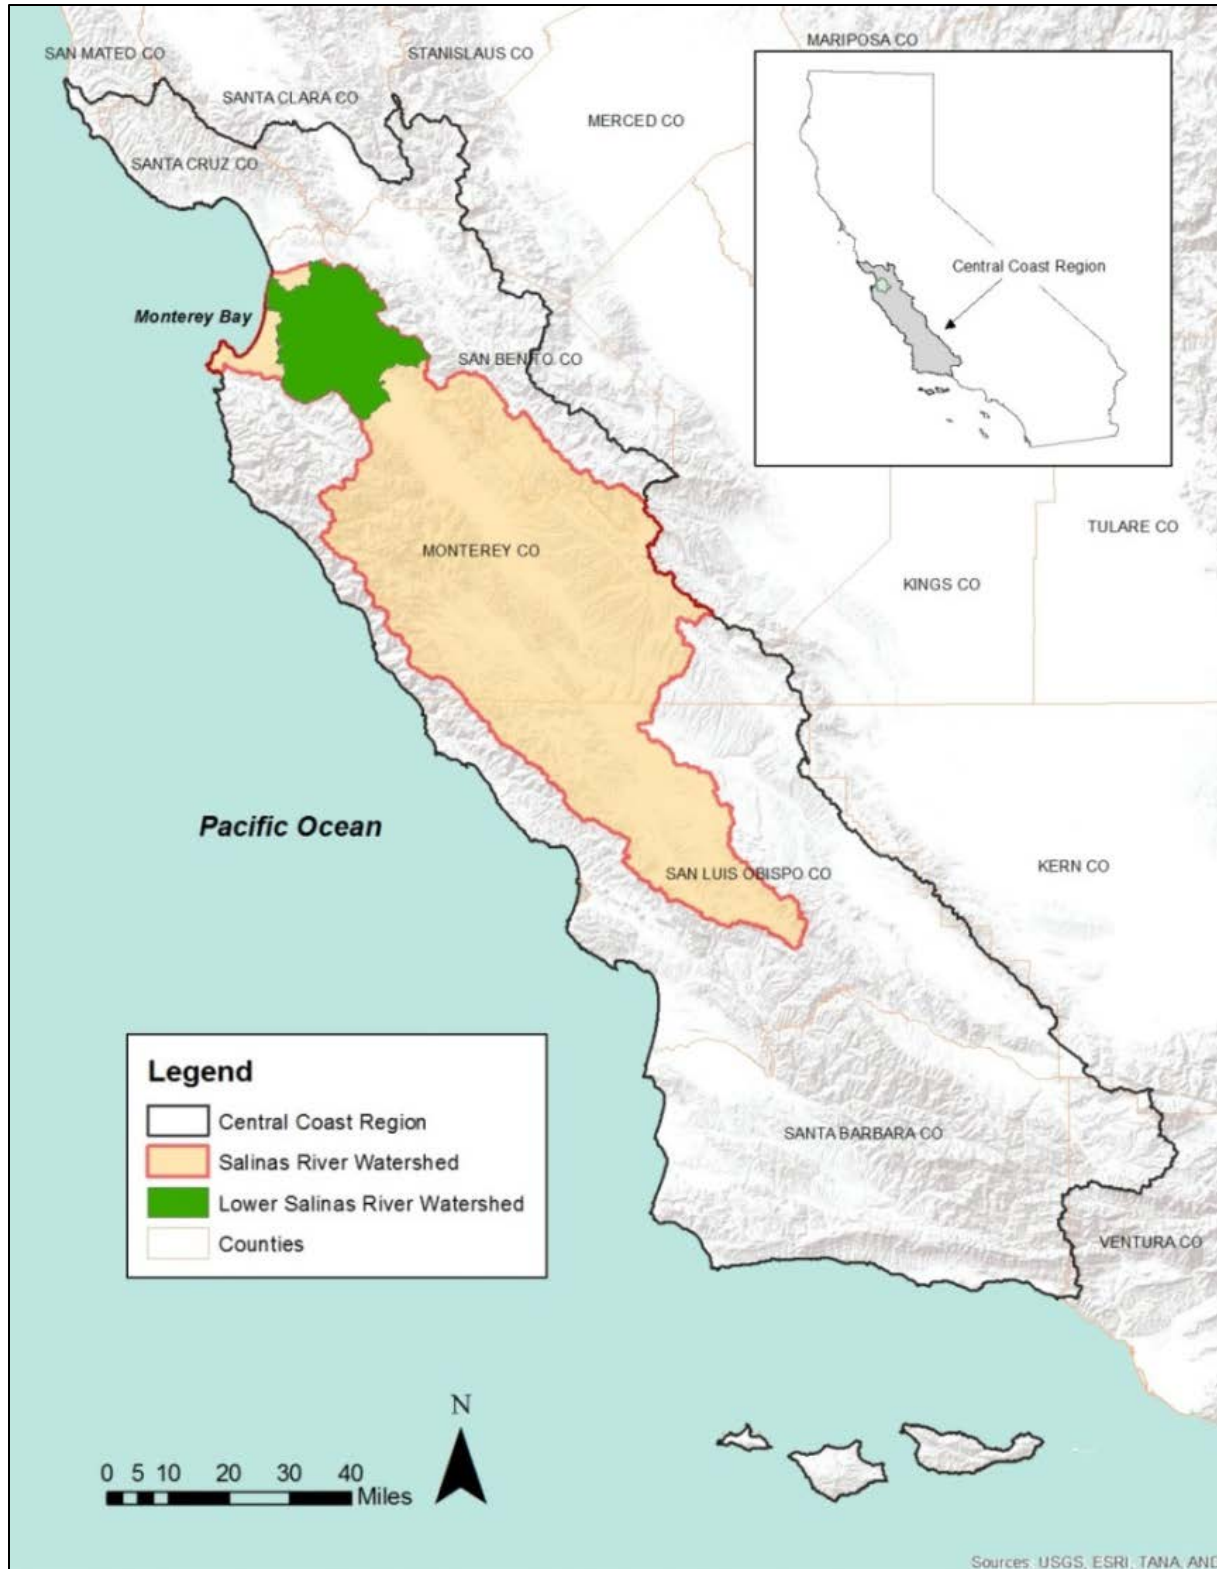 SAN MATEO CO
STANISLAUS CO
MARIPOSA CO
SANTA CLARA CO
MERCED CO
SANTA CRUZ CO
Central Coast Region
Monterey Bay
SAN BENITO CO
TULARE CO
MONTEREY CO
KINGS CO
Pacific Ocean
SAN LUIS OBISPO CO
KERN CO
Legend
Central Coast Region
Salinas River Watershed
Lower Salinas River Watershed
Counties
SANTA BARBARA CO
VENTURA CO
N
0 5 10 20 30 40
Miles
Sources: USGS, ESRI, TANA, AND